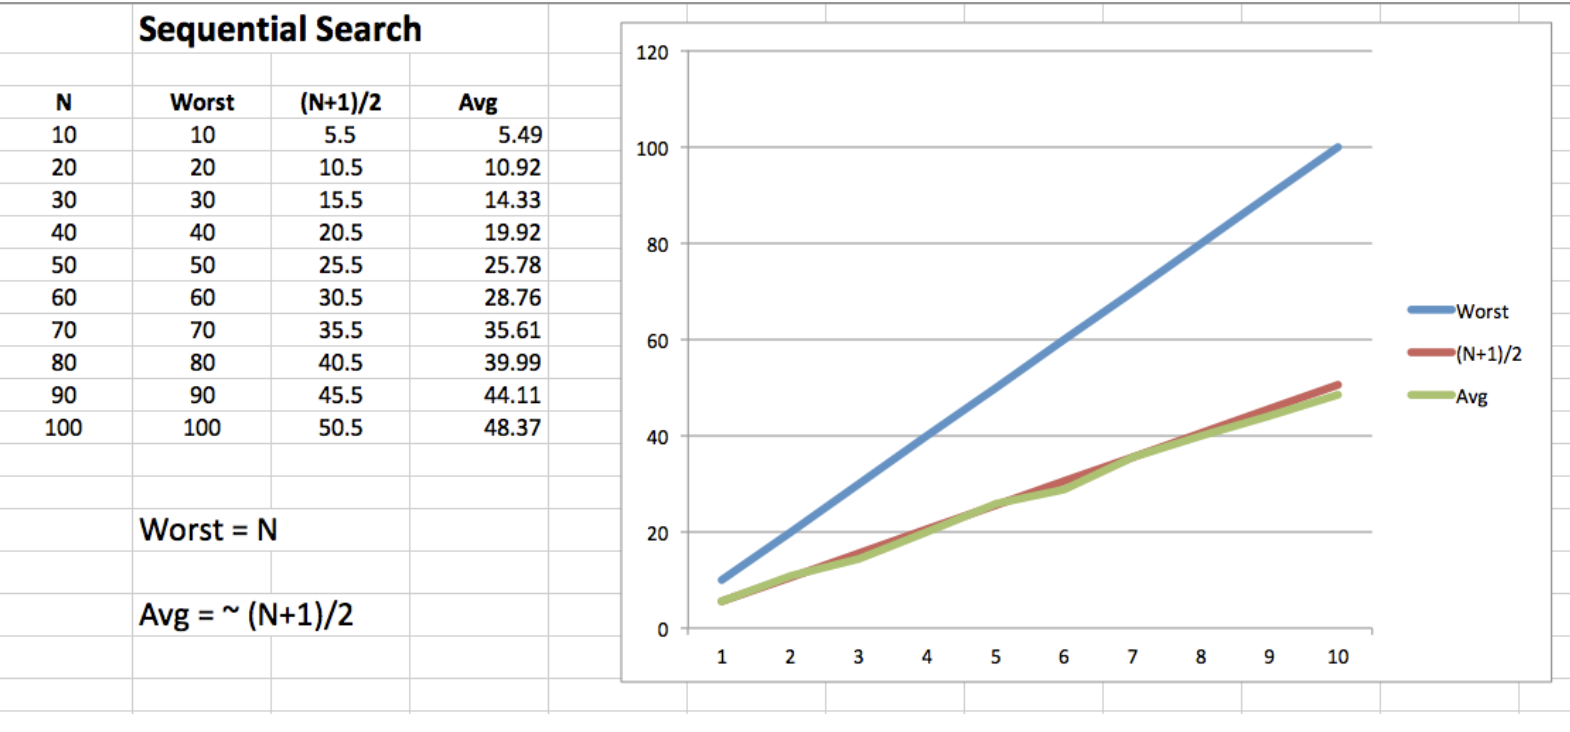 Sequential Search
N Worst (N+1)/2 Avg
10 10 5.5 5.49
20 20 10.5 10.92
30 30 15.5 14.33
40 40 20.5 19.92
50 50 25.5 25.78
60 60 30.5 28.76
70 70 35.5 35.61
80 80 40.5 39.99
90 90 45.5 44.11
100 100 50.5 48.37
Worst = N
Avg = ~ (N+1)/2
120
100
80
60
40
20
0
1 2 3 4 5 6 7 8 9 10
Worst
(N+1)/2
Avg